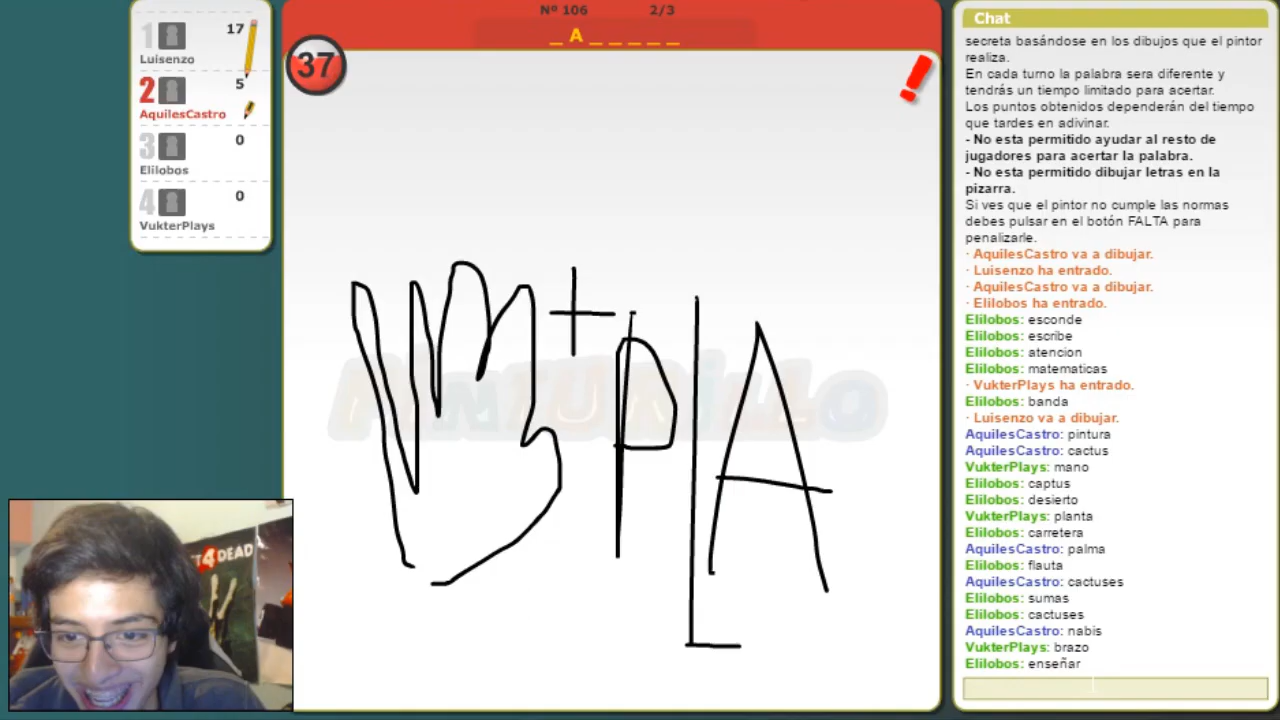 1
17
Luisenzo
2
5
AquilesCastro
3
0
Elilobos
4
0
VukterPlays
Nº 106 2/3
_ A _ _ _ _ _
37
+ PLA
T 4 DEAD
Chat
secreta basándose en los dibujos que el pintor
realiza.
En cada turno la palabra sera diferente y
tendrás un tiempo limitado para acertar.
Los puntos obtenidos dependerán del tiempo
que tardes en adivinar.
- No esta permitido ayudar al resto de
jugadores para acertar la palabra.
- No esta permitido dibujar letras en la
pizarra.
Si ves que el pintor no cumple las normas
debes pulsar en el botón FALTA para
penalizarle.
· AquilesCastro va a dibujar.
· Luisenzo ha entrado.
· AquilesCastro va a dibujar.
· Elilobos ha entrado.
Elilobos: esconde
Elilobos: escribe
Elilobos: atencion
Elilobos: matematicas
· VukterPlays ha entrado.
Elilobos: banda
· Luisenzo va a dibujar.
AquilesCastro: pintura
AquilesCastro: cactus
VukterPlays: mano
Elilobos: captus
Elilobos: desierto
VukterPlays: planta
Elilobos: carretera
AquilesCastro: palma
Elilobos: flauta
AquilesCastro: cactuses
Elilobos: sumas
Elilobos: cactuses
AquilesCastro: nabis
VukterPlays: brazo
Elilobos: enseñar